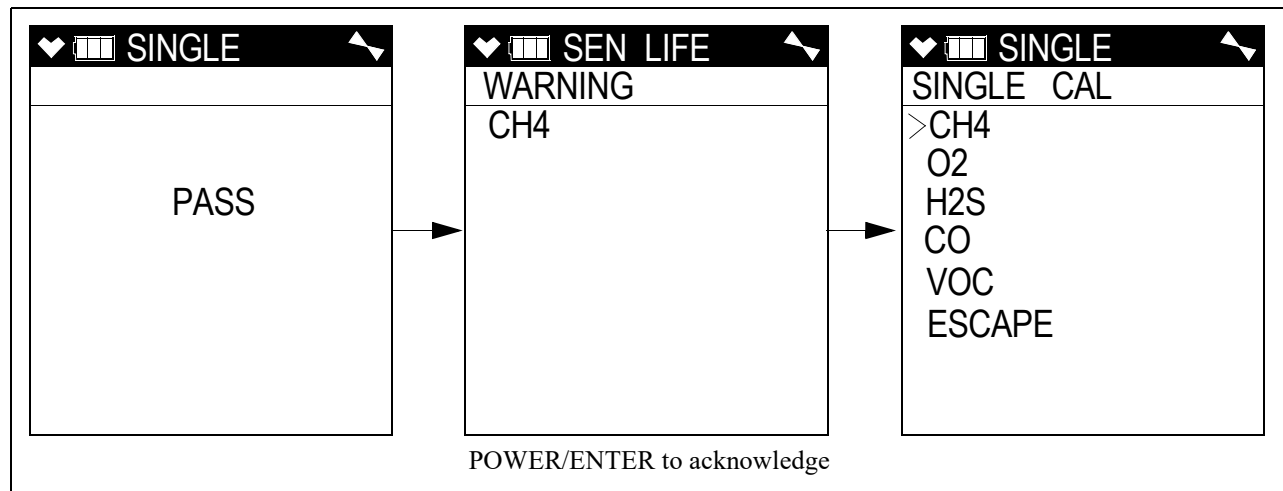 SINGLE
PASS
SEN LIFE
WARNING
CH4
POWER/ENTER to acknowledge
SINGLE
SINGLE CAL
>CH4
O2
H2S
CO
VOC
ESCAPE